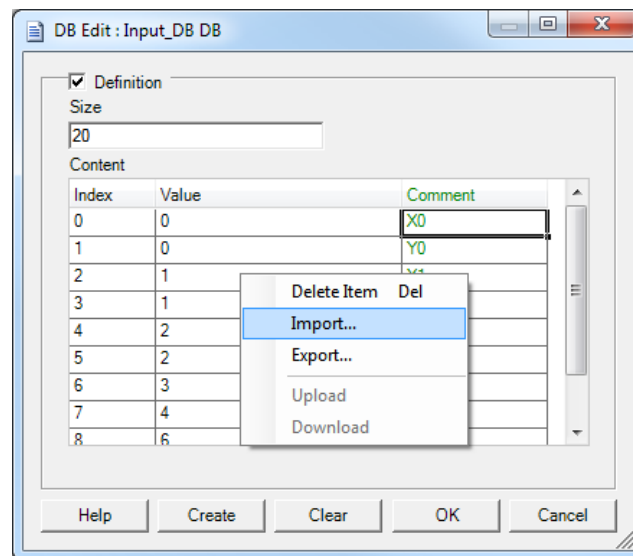 DB Edit : Input_DB DB
Definition
Size
20
Content
Index Value Comment
0 0 X0
1 0 Y0
2 1
3 1
4 2
5 2
6 3
7 4
8 6
Delete Item Del
Import...
Export...
Upload
Download
Help Create Clear OK Cancel